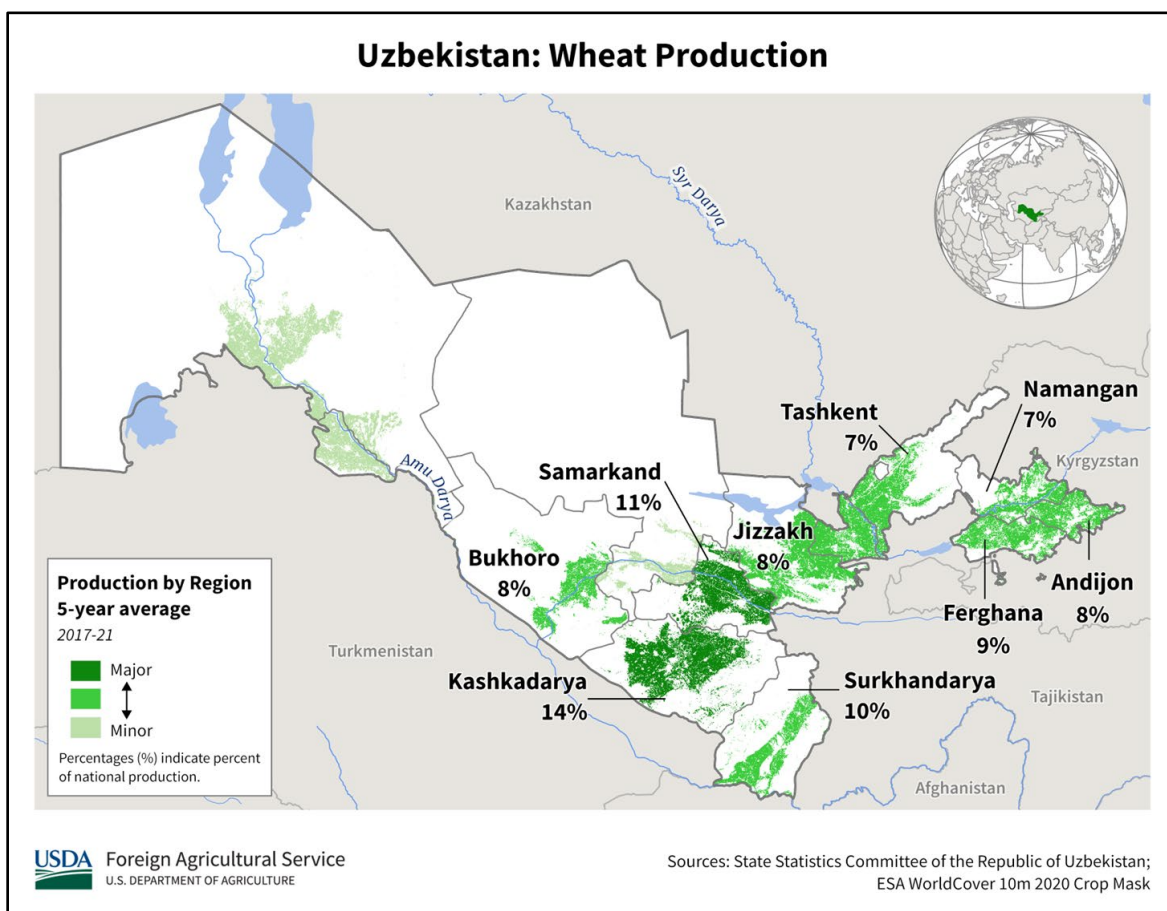 Uzbekistan: Wheat Production
Kazakhstan
Syr Darya
Namangan
7%
Tashkent
7%
Kyrgyzstan
Samarkand
11%
Amu Darya
Jizzakh
8%
Bukhoro
8%
Andijon
8%
Ferghana
9%
Turkmenistan
Kashkadarya
14%
Surkhandarya
10%
Tajikistan
Afghanistan
Production by Region
5-year average
2017-21
Major
Minor
Percentages (%) indicate percent
of national production.
USDA
Foreign Agricultural Service
U.S. DEPARTMENT OF AGRICULTURE
Sources: State Statistics Committee of the Republic of Uzbekistan;
ESA WorldCover 10m 2020 Crop Mask